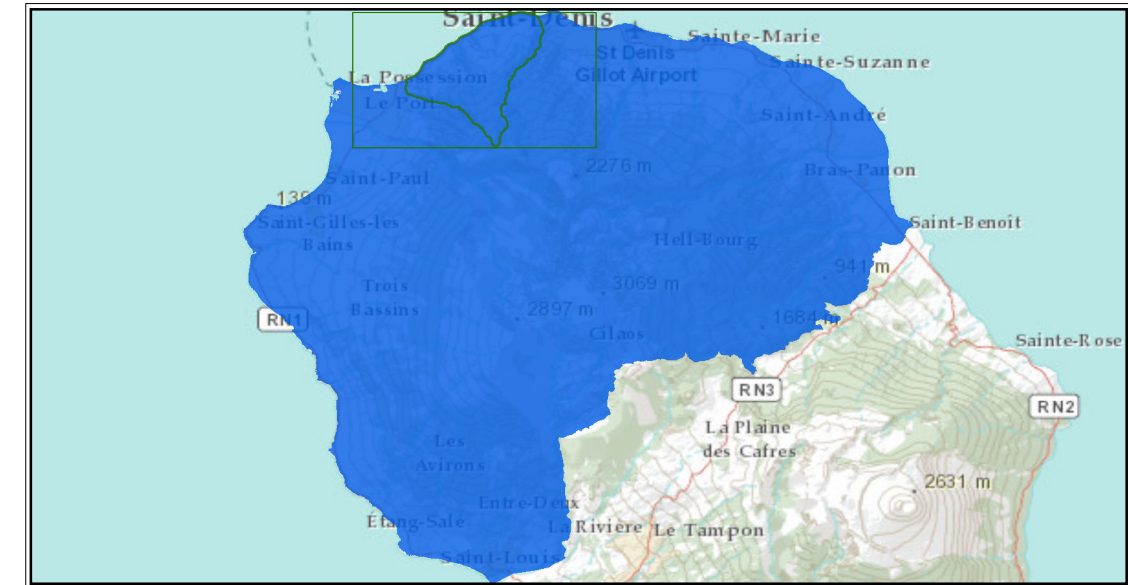 Saint-Denis
Sainte-Marie
St Denis
Gillot Airport
Sainte-Suzanne
La Possession
Le Port
Saint-André
2276 m
Bras-Panon
Saint-Paul
139 m
Saint-Gilles-les
Bains
Saint-Benoît
Hell-Bourg
941 m
Trois
Bassins
3069 m
2897 m
1684 m
RN1
Cilaos
Sainte-Rose
RN3
RN2
La Plaine
des Cafres
Les
Avirons
2631 m
Entre-Deux
Étang-Salé
La Rivière
Le Tampon
Saint-Louis